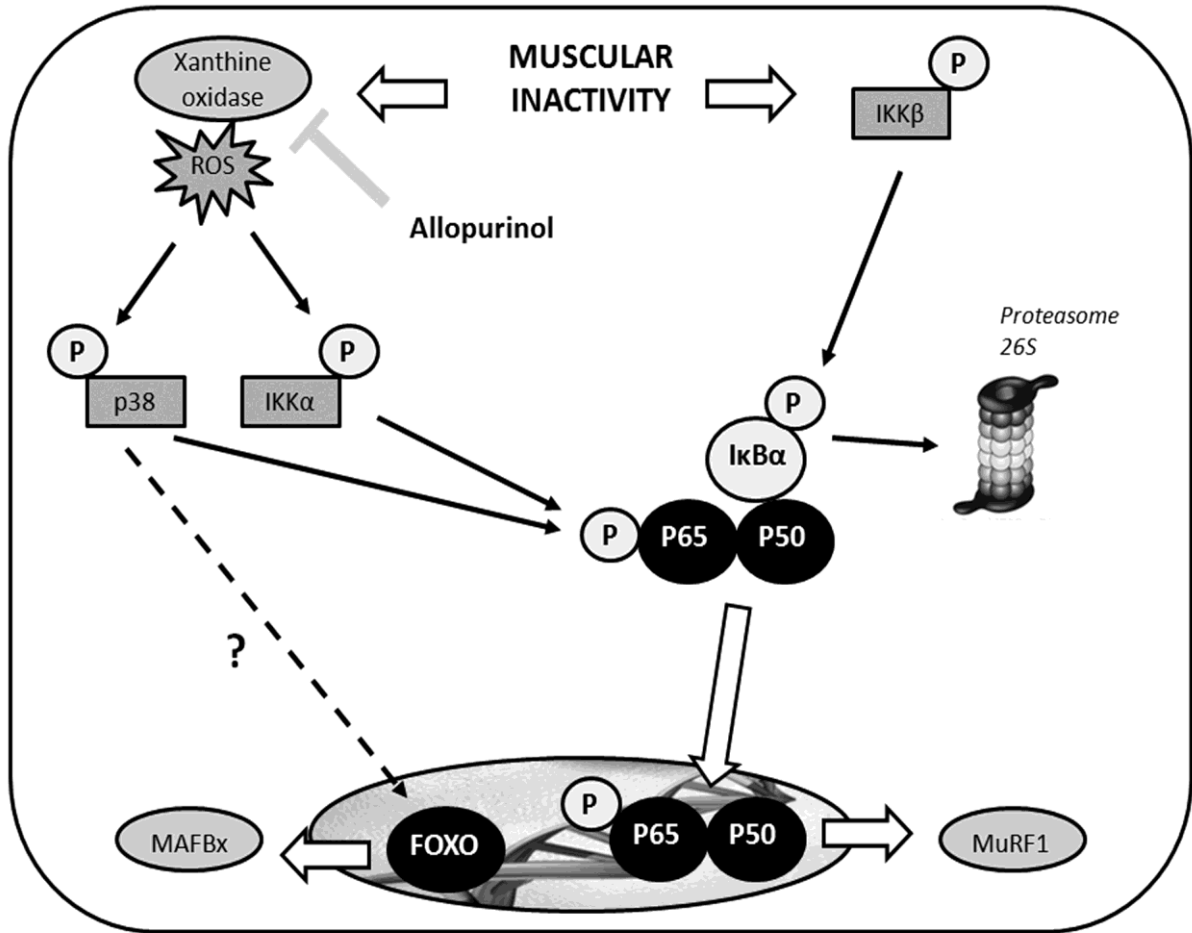 Xanthine
oxidase
MUSCULAR
INACTIVITY
P
IKKβ
ROS
Allopurinol
Proteasome
26S
P
p38
P
IKKα
P
IκBα
P
P65
P50
?
MAFBx
FOXO
P
P65
P50
MuRF1